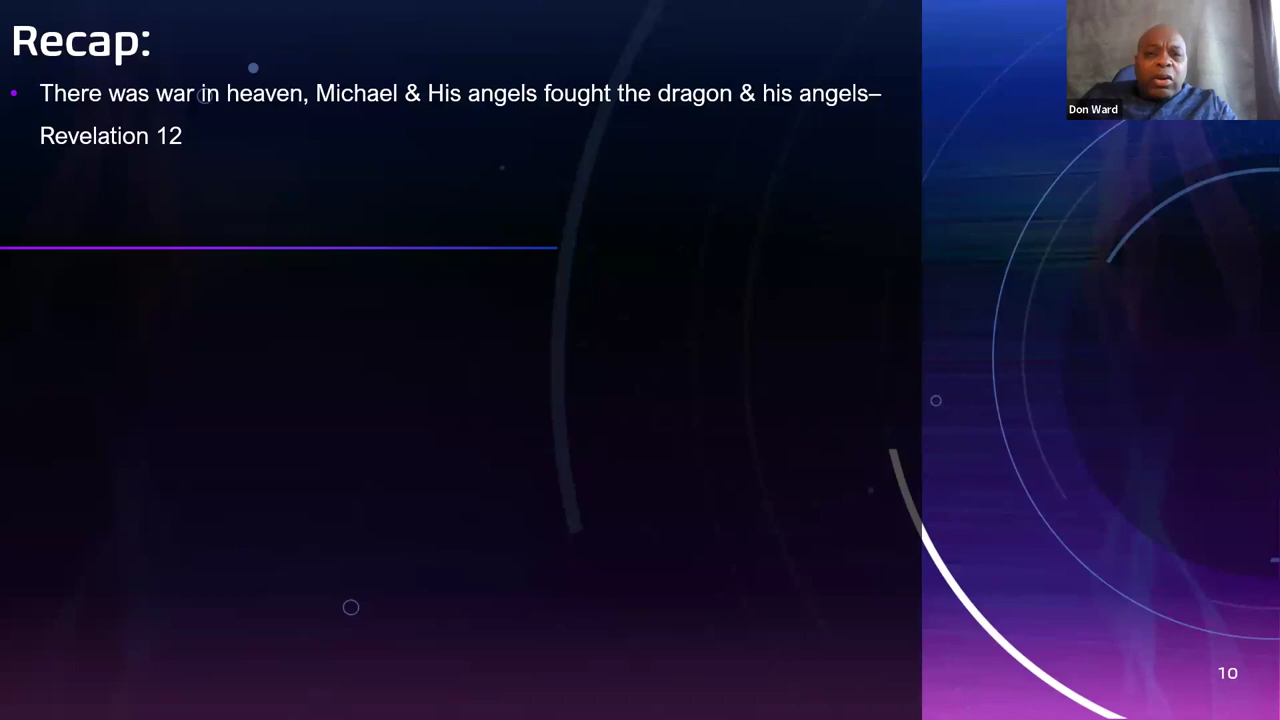 Recap:
• There was war in heaven, Michael & His angels fought the dragon & his angels–
Revelation 12
Don Ward
10